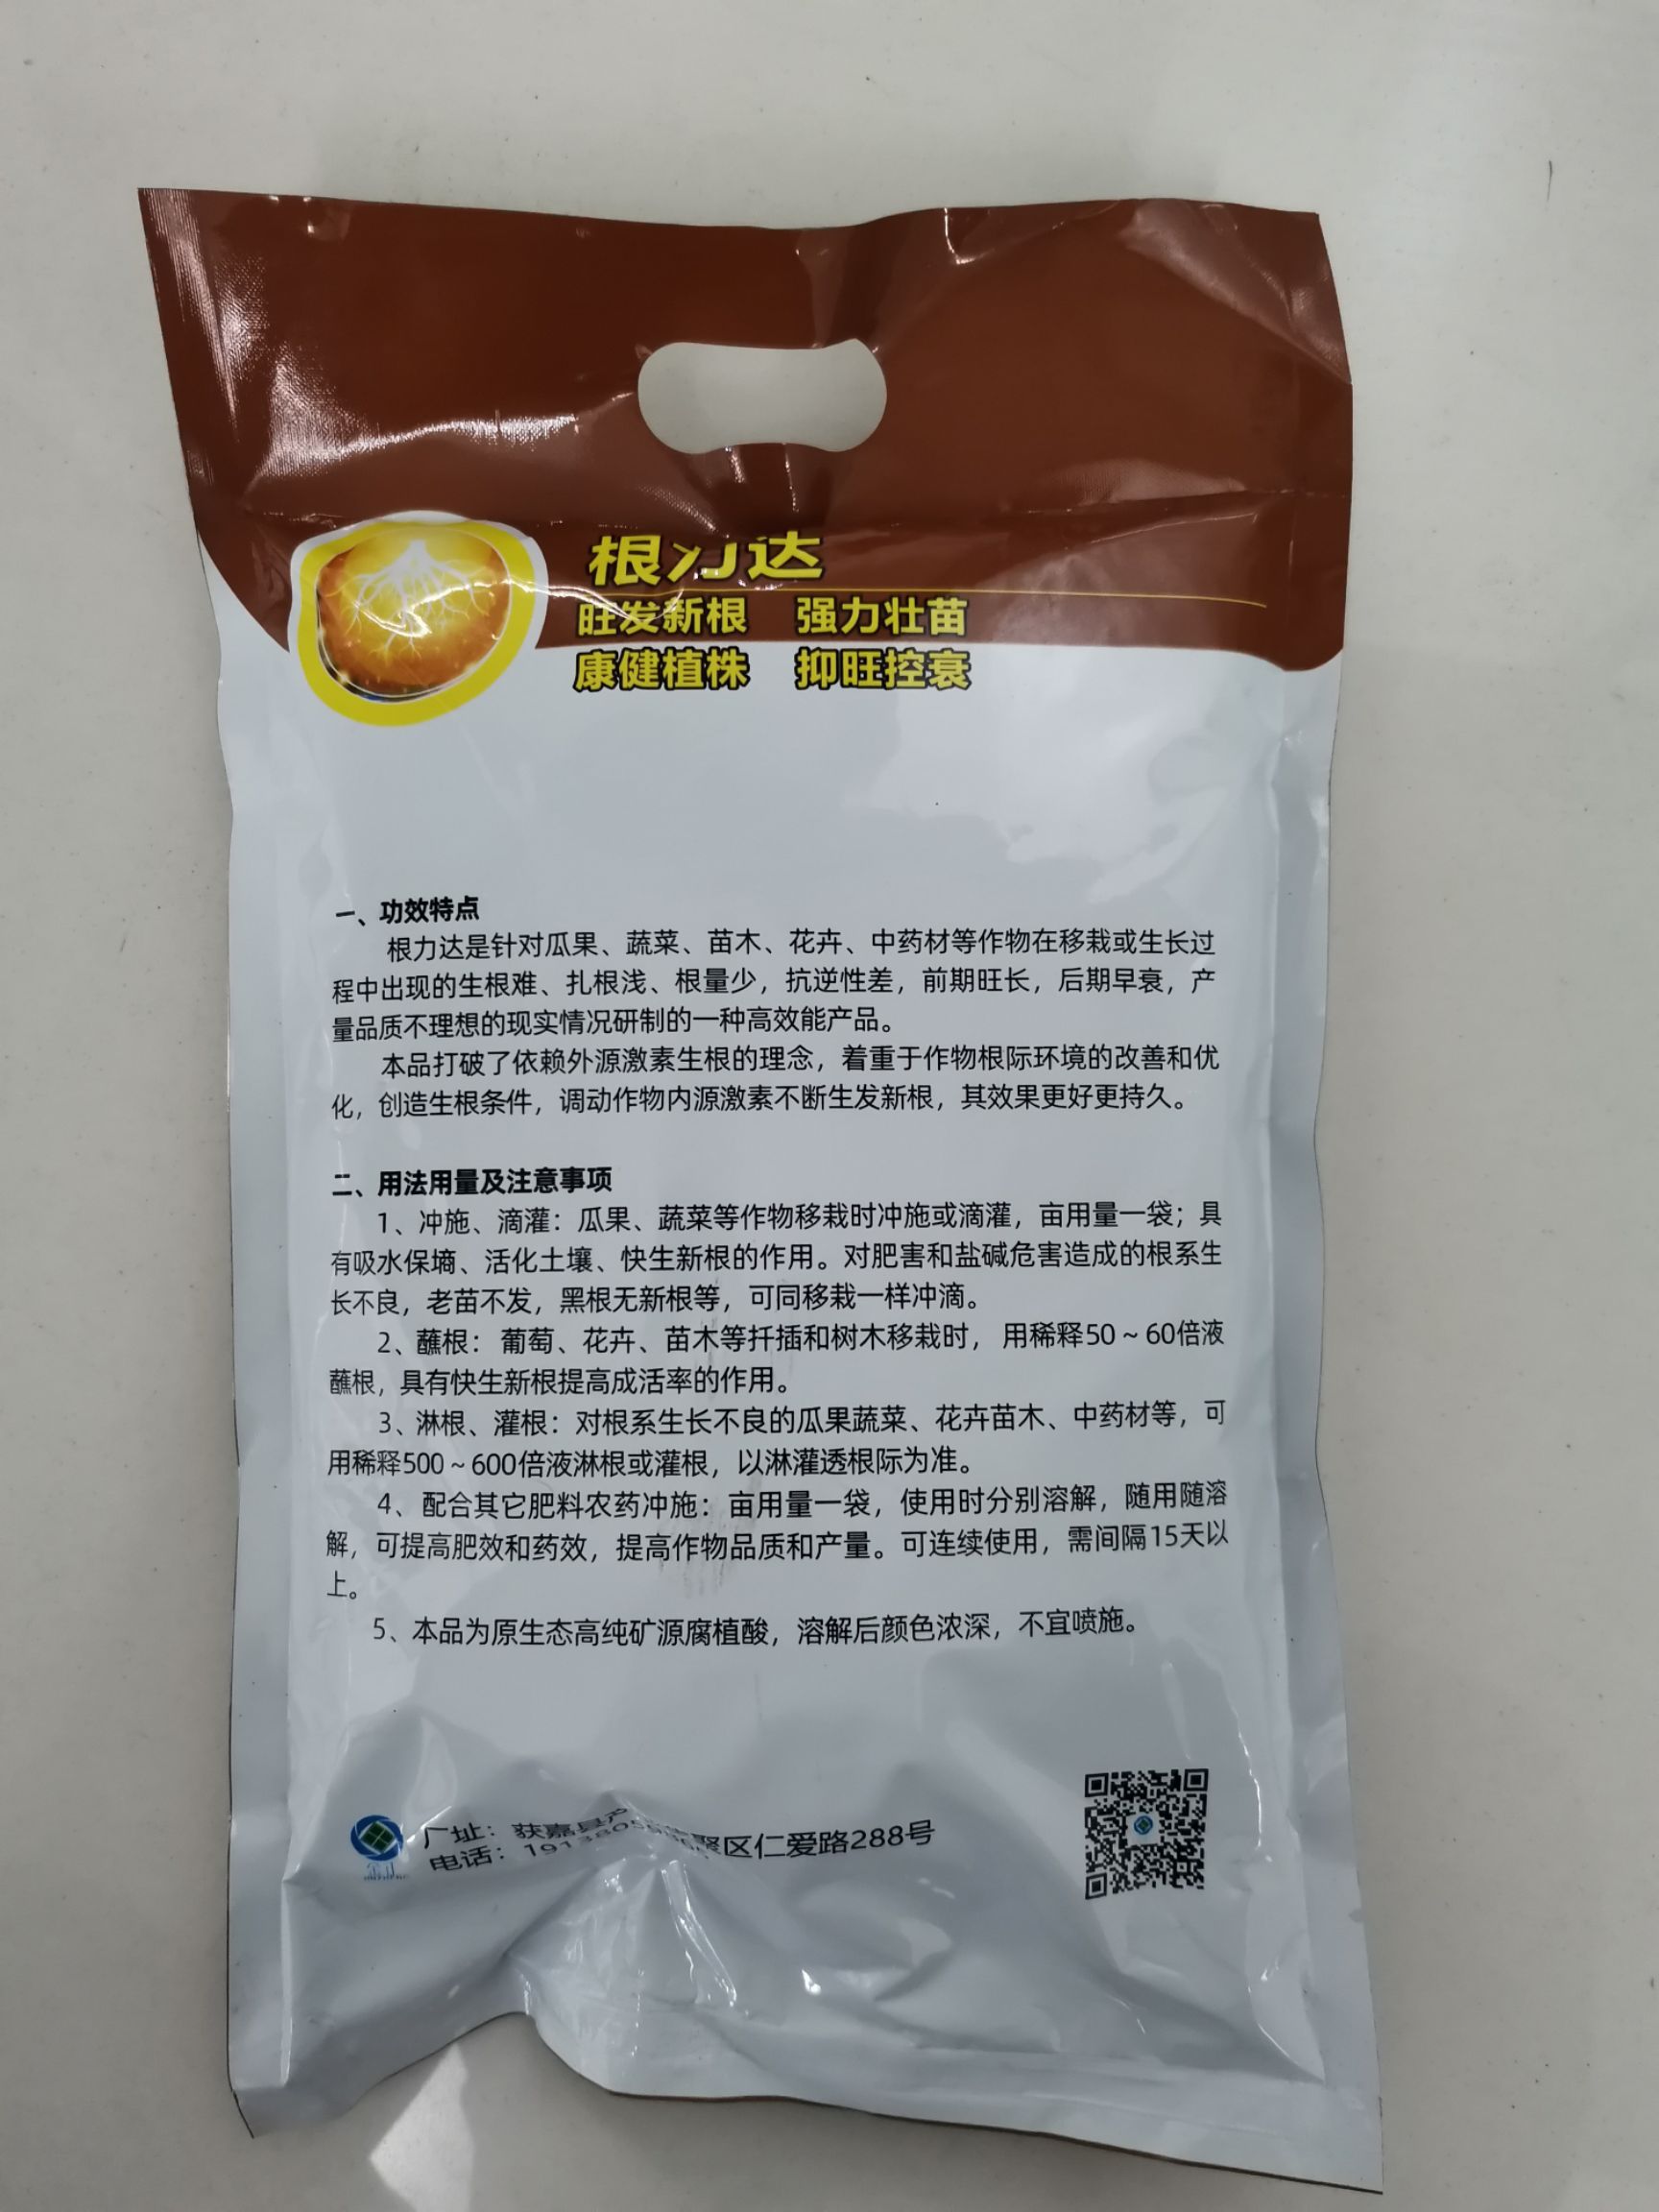 根力达
旺发新根 强力壮苗
康健植株 抑旺控衰
一、功效特点
根力达是针对瓜果、蔬菜、苗木、花卉、中药材等作物在移栽或生长过
程中出现的生根难、扎根浅、根量少，抗逆性差，前期旺长，后期早衰，产
量品质不理想的现实情况研制的一种高效能产品。
本品打破了依赖外源激素生根的理念，着重于作物根际环境的改善和优
化，创造生根条件，调动作物内源激素不断生发新根，其效果更好更持久。
二、用法用量及注意事项
1、冲施、滴灌：瓜果、蔬菜等作物移栽时冲施或滴灌，亩用量一袋；具
有吸水保墒、活化土壤、快生新根的作用。对肥害和盐碱危害造成的根系生
长不良，老苗不发，黑根无新根等，可同移栽一样冲滴。
2、蘸根：葡萄、花卉、苗木等扦插和树木移栽时，用稀释50～60倍液
蘸根，具有快生新根提高成活率的作用。
3、淋根、灌根：对根系生长不良的瓜果蔬菜、花卉苗木、中药材等，可
用稀释500～600倍液淋根或灌根，以淋灌透根际为准。
4、配合其它肥料农药冲施：亩用量一袋，使用时分别溶解，随用随溶
解，可提高肥效和药效，提高作物品质和产量。可连续使用，需间隔15天以
上。
5、本品为原生态高纯矿源腐植酸，溶解后颜色浓深，不宜喷施。
厂址：获嘉县产 聚区仁爱路288号
电话：